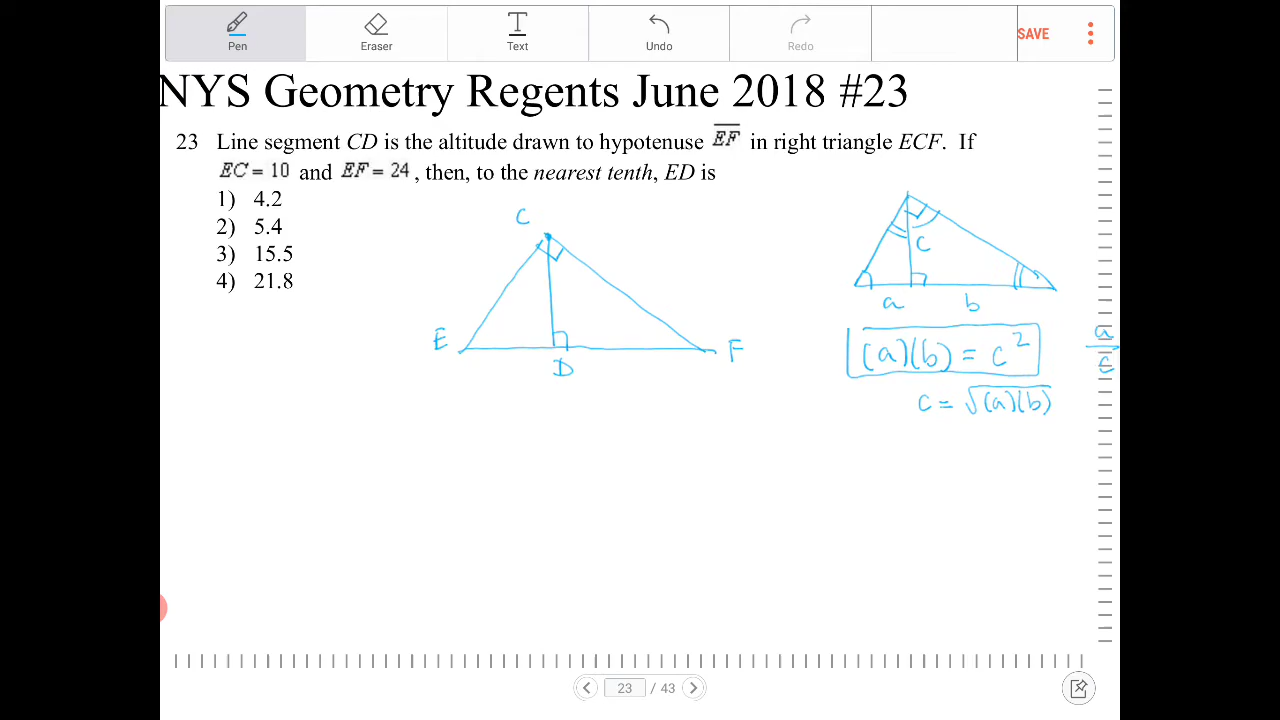 Pen
Eraser
Text
Undo
Redo
SAVE
NYS Geometry Regents June 2018 #23
23 Line segment CD is the altitude drawn to hypotenuse EF in right triangle ECF. If
EC = 10 and EF = 24, then, to the nearest tenth, ED is
1) 4.2
2) 5.4
3) 15.5
4) 21.8
C
E
D
F
c
a
b
(a)(b) = c²
c = √(a)(b)
a
c
23 / 43